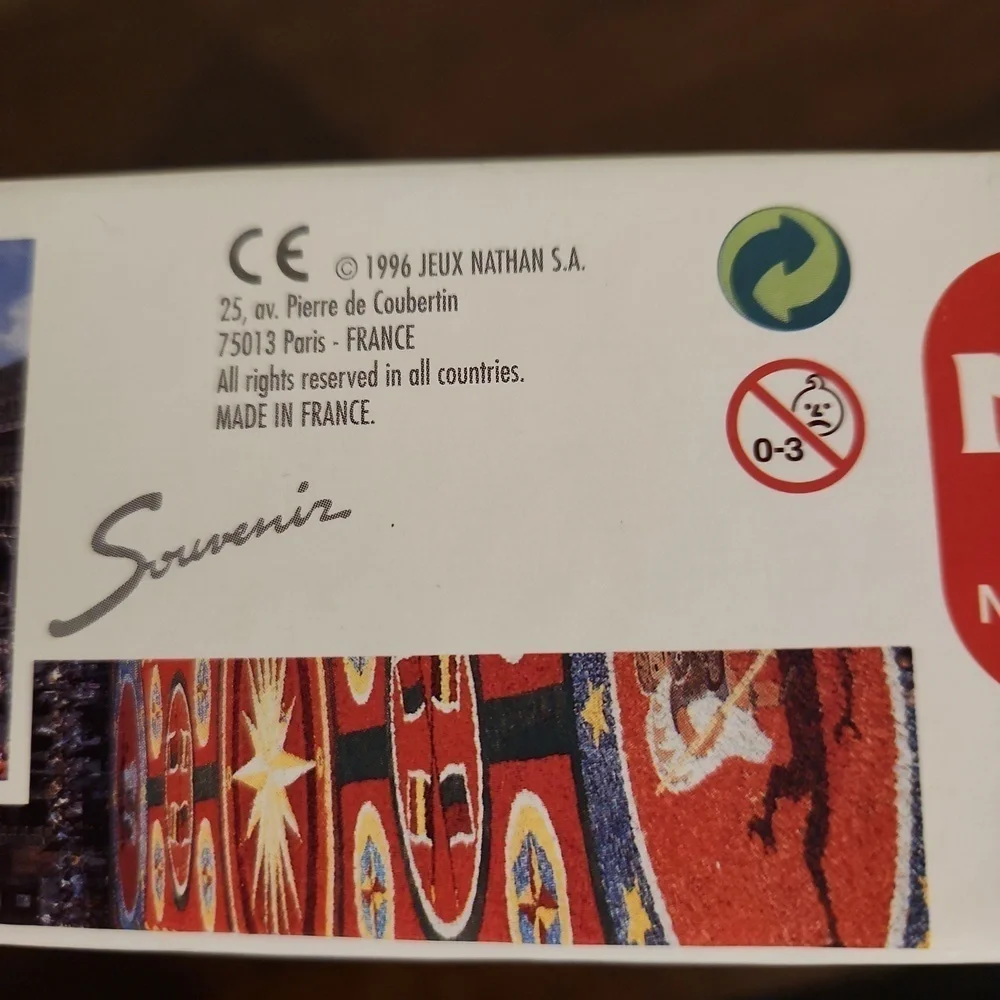 CE © 1996 JEUX NATHAN S.A.
25, av. Pierre de Coubertin
75013 Paris - FRANCE
All rights reserved in all countries.
MADE IN FRANCE.
0-3
Souvenir
N
N